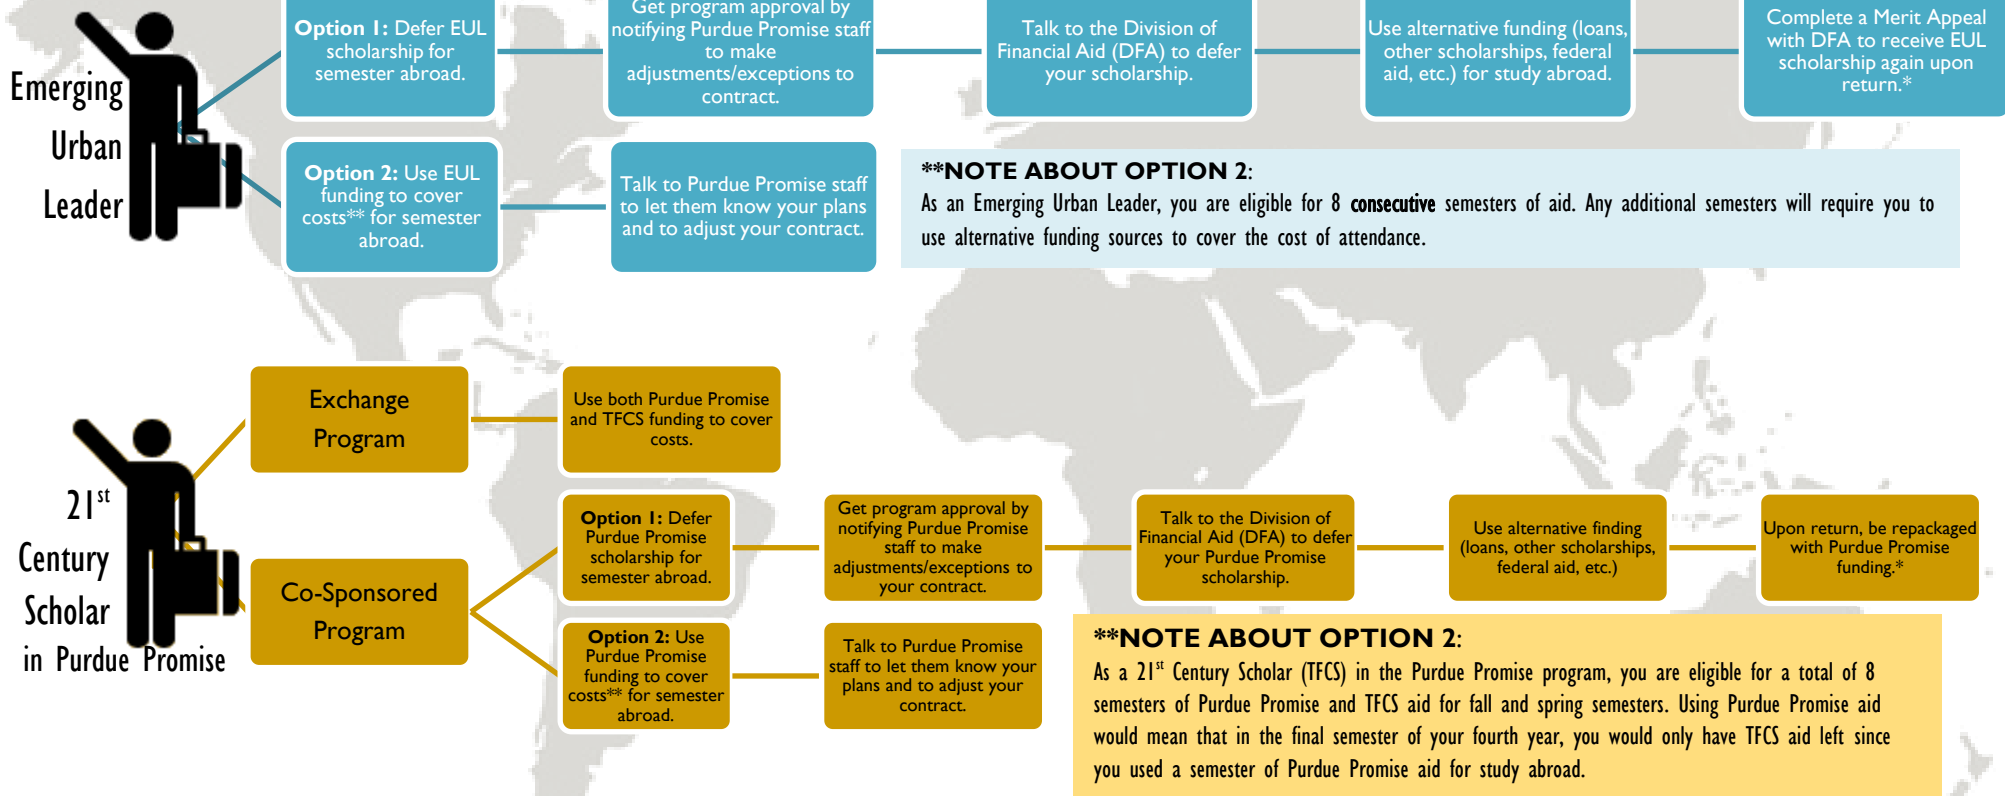 Emerging
Urban
Leader
Option 1: Defer EUL
scholarship for
semester abroad.
Get program approval by
notifying Purdue Promise staff
to make
adjustments/exceptions to
contract.
Talk to the Division of
Financial Aid (DFA) to defer
your scholarship.
Use alternative funding (loans,
other scholarships, federal
aid, etc.) for study abroad.
Complete a Merit Appeal
with DFA to receive EUL
scholarship again upon
return.*
Option 2: Use EUL
funding to cover
costs** for semester
abroad.
Talk to Purdue Promise staff
to let them know your plans
and to adjust your contract.
**NOTE ABOUT OPTION 2:
As an Emerging Urban Leader, you are eligible for 8 consecutive semesters of aid. Any additional semesters will require you to
use alternative funding sources to cover the cost of attendance.
21st
Century
Scholar
in Purdue Promise
Exchange
Program
Use both Purdue Promise
and TFCS funding to cover
costs.
Co-Sponsored
Program
Option 1: Defer
Purdue Promise
scholarship for
semester abroad.
Get program approval by
notifying Purdue Promise
staff to make
adjustments/exceptions to
your contract.
Talk to the Division of
Financial Aid (DFA) to defer
your Purdue Promise
scholarship.
Use alternative finding
(loans, other scholarships,
federal aid, etc.)
Upon return, be repackaged
with Purdue Promise
funding.*
Option 2: Use
Purdue Promise
funding to cover
costs** for semester
abroad.
Talk to Purdue Promise
staff to let them know your
plans and to adjust your
contract.
**NOTE ABOUT OPTION 2:
As a 21st Century Scholar (TFCS) in the Purdue Promise program, you are eligible for a total of 8
semesters of Purdue Promise and TFCS aid for fall and spring semesters. Using Purdue Promise aid
would mean that in the final semester of your fourth year, you would only have TFCS aid left since
you used a semester of Purdue Promise aid for study abroad.